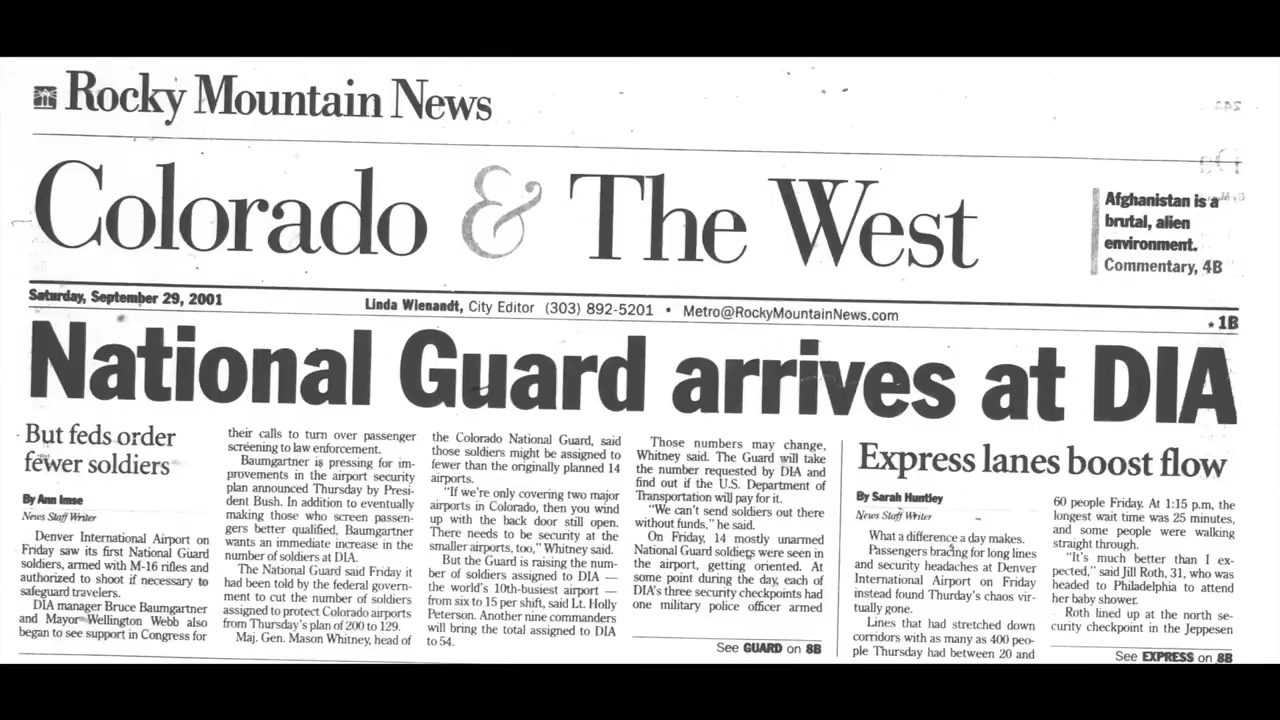 Rocky Mountain News
Colorado & The West
Afghanistan is a
brutal, alien
environment.
Commentary, 4B
Saturday, September 29, 2001
Linda Wienandt, City Editor (303) 892-5201 • Metro@RockyMountainNews.com
★ 1B
National Guard arrives at DIA
But feds order
fewer soldiers
By Ann Imse
News Staff Writer
Denver International Airport on
Friday saw its first National Guard
soldiers, armed with M-16 rifles and
authorized to shoot if necessary to
safeguard travelers.
DIA manager Bruce Baumgartner
and Mayor Wellington Webb also
began to see support in Congress for
their calls to turn over passenger
screening to law enforcement.
Baumgartner is pressing for im-
provements in the airport security
plan announced Thursday by Presi-
dent Bush. In addition to eventually
making those who screen passen-
gers better qualified, Baumgartner
wants an immediate increase in the
number of soldiers at DIA.
The National Guard said Friday it
had been told by the federal govern-
ment to cut the number of soldiers
assigned to protect Colorado airports
from Thursday's plan of 200 to 129.
Maj. Gen. Mason Whitney, head of
the Colorado National Guard, said
those soldiers might be assigned to
fewer than the originally planned 14
airports.
"If we're only covering two major
airports in Colorado, then you wind
up with the back door still open.
There needs to be security at the
smaller airports, too," Whitney said.
But the Guard is raising the num-
ber of soldiers assigned to DIA —
the world's 10th-busiest airport —
from six to 15 per shift, said Lt. Holly
Peterson. Another nine commanders
will bring the total assigned to DIA
to 54.
Those numbers may change,
Whitney said. The Guard will take
the number requested by DIA and
find out if the U.S. Department of
Transportation will pay for it.
"We can't send soldiers out there
without funds," he said.
On Friday, 14 mostly unarmed
National Guard soldiers were seen in
the airport, getting oriented. At
some point during the day, each of
DIA's three security checkpoints had
one military police officer armed
See GUARD on 8B
Express lanes boost flow
By Sarah Huntley
News Staff Writer
What a difference a day makes.
Passengers bracing for long lines
and security headaches at Denver
International Airport on Friday
instead found Thurday's chaos vir-
tually gone.
Lines that had stretched down
corridors with as many as 400 peo-
ple Thursday had between 20 and
60 people Friday. At 1:15 p.m, the
longest wait time was 25 minutes,
and some people were walking
straight through.
"It's much better than I ex-
pected," said Jill Roth, 31, who was
headed to Philadelphia to attend
her baby shower.
Roth lined up at the north se-
curity checkpoint in the Jeppesen
See EXPRESS on 8B